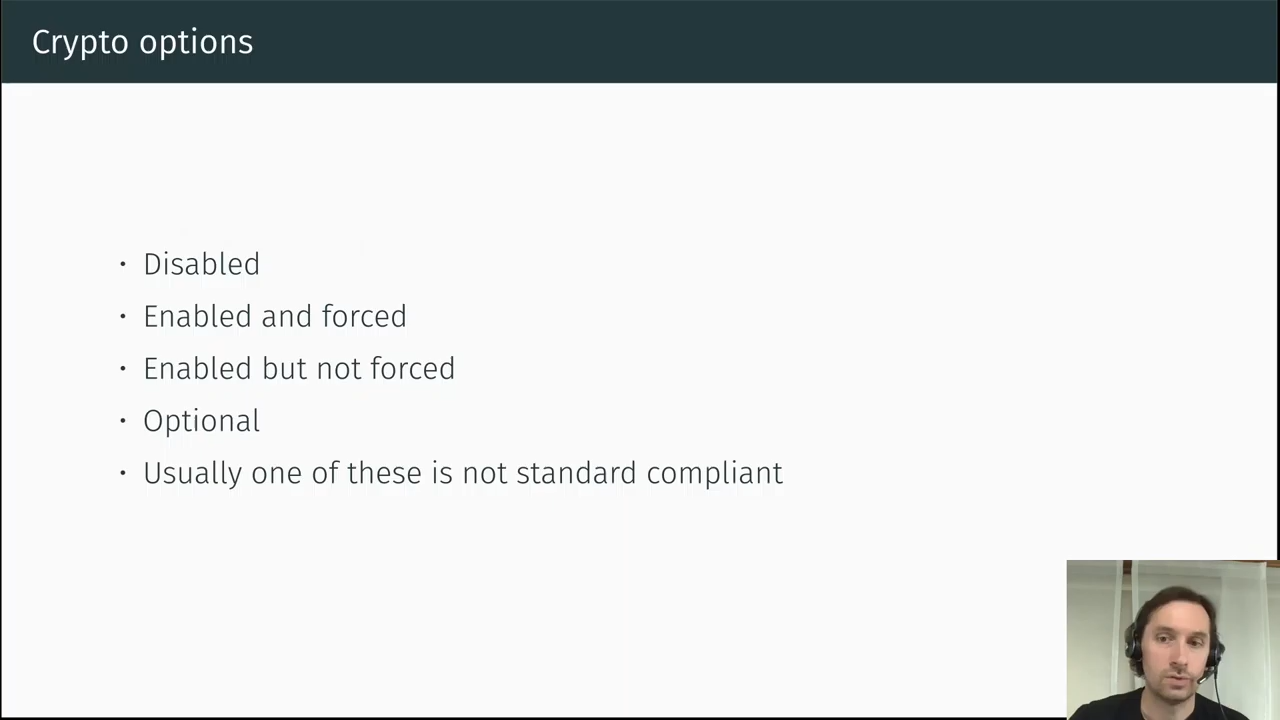 Crypto options
• Disabled
• Enabled and forced
• Enabled but not forced
• Optional
• Usually one of these is not standard compliant